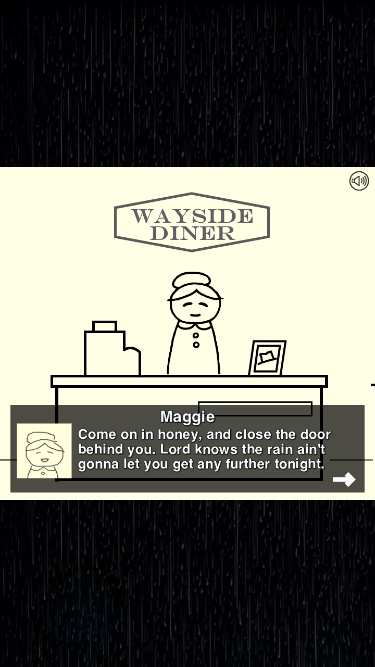 WAYSIDE
DINER
Maggie
Come on in honey, and close the door
behind you. Lord knows the rain ain't
gonna let you get any further tonight.